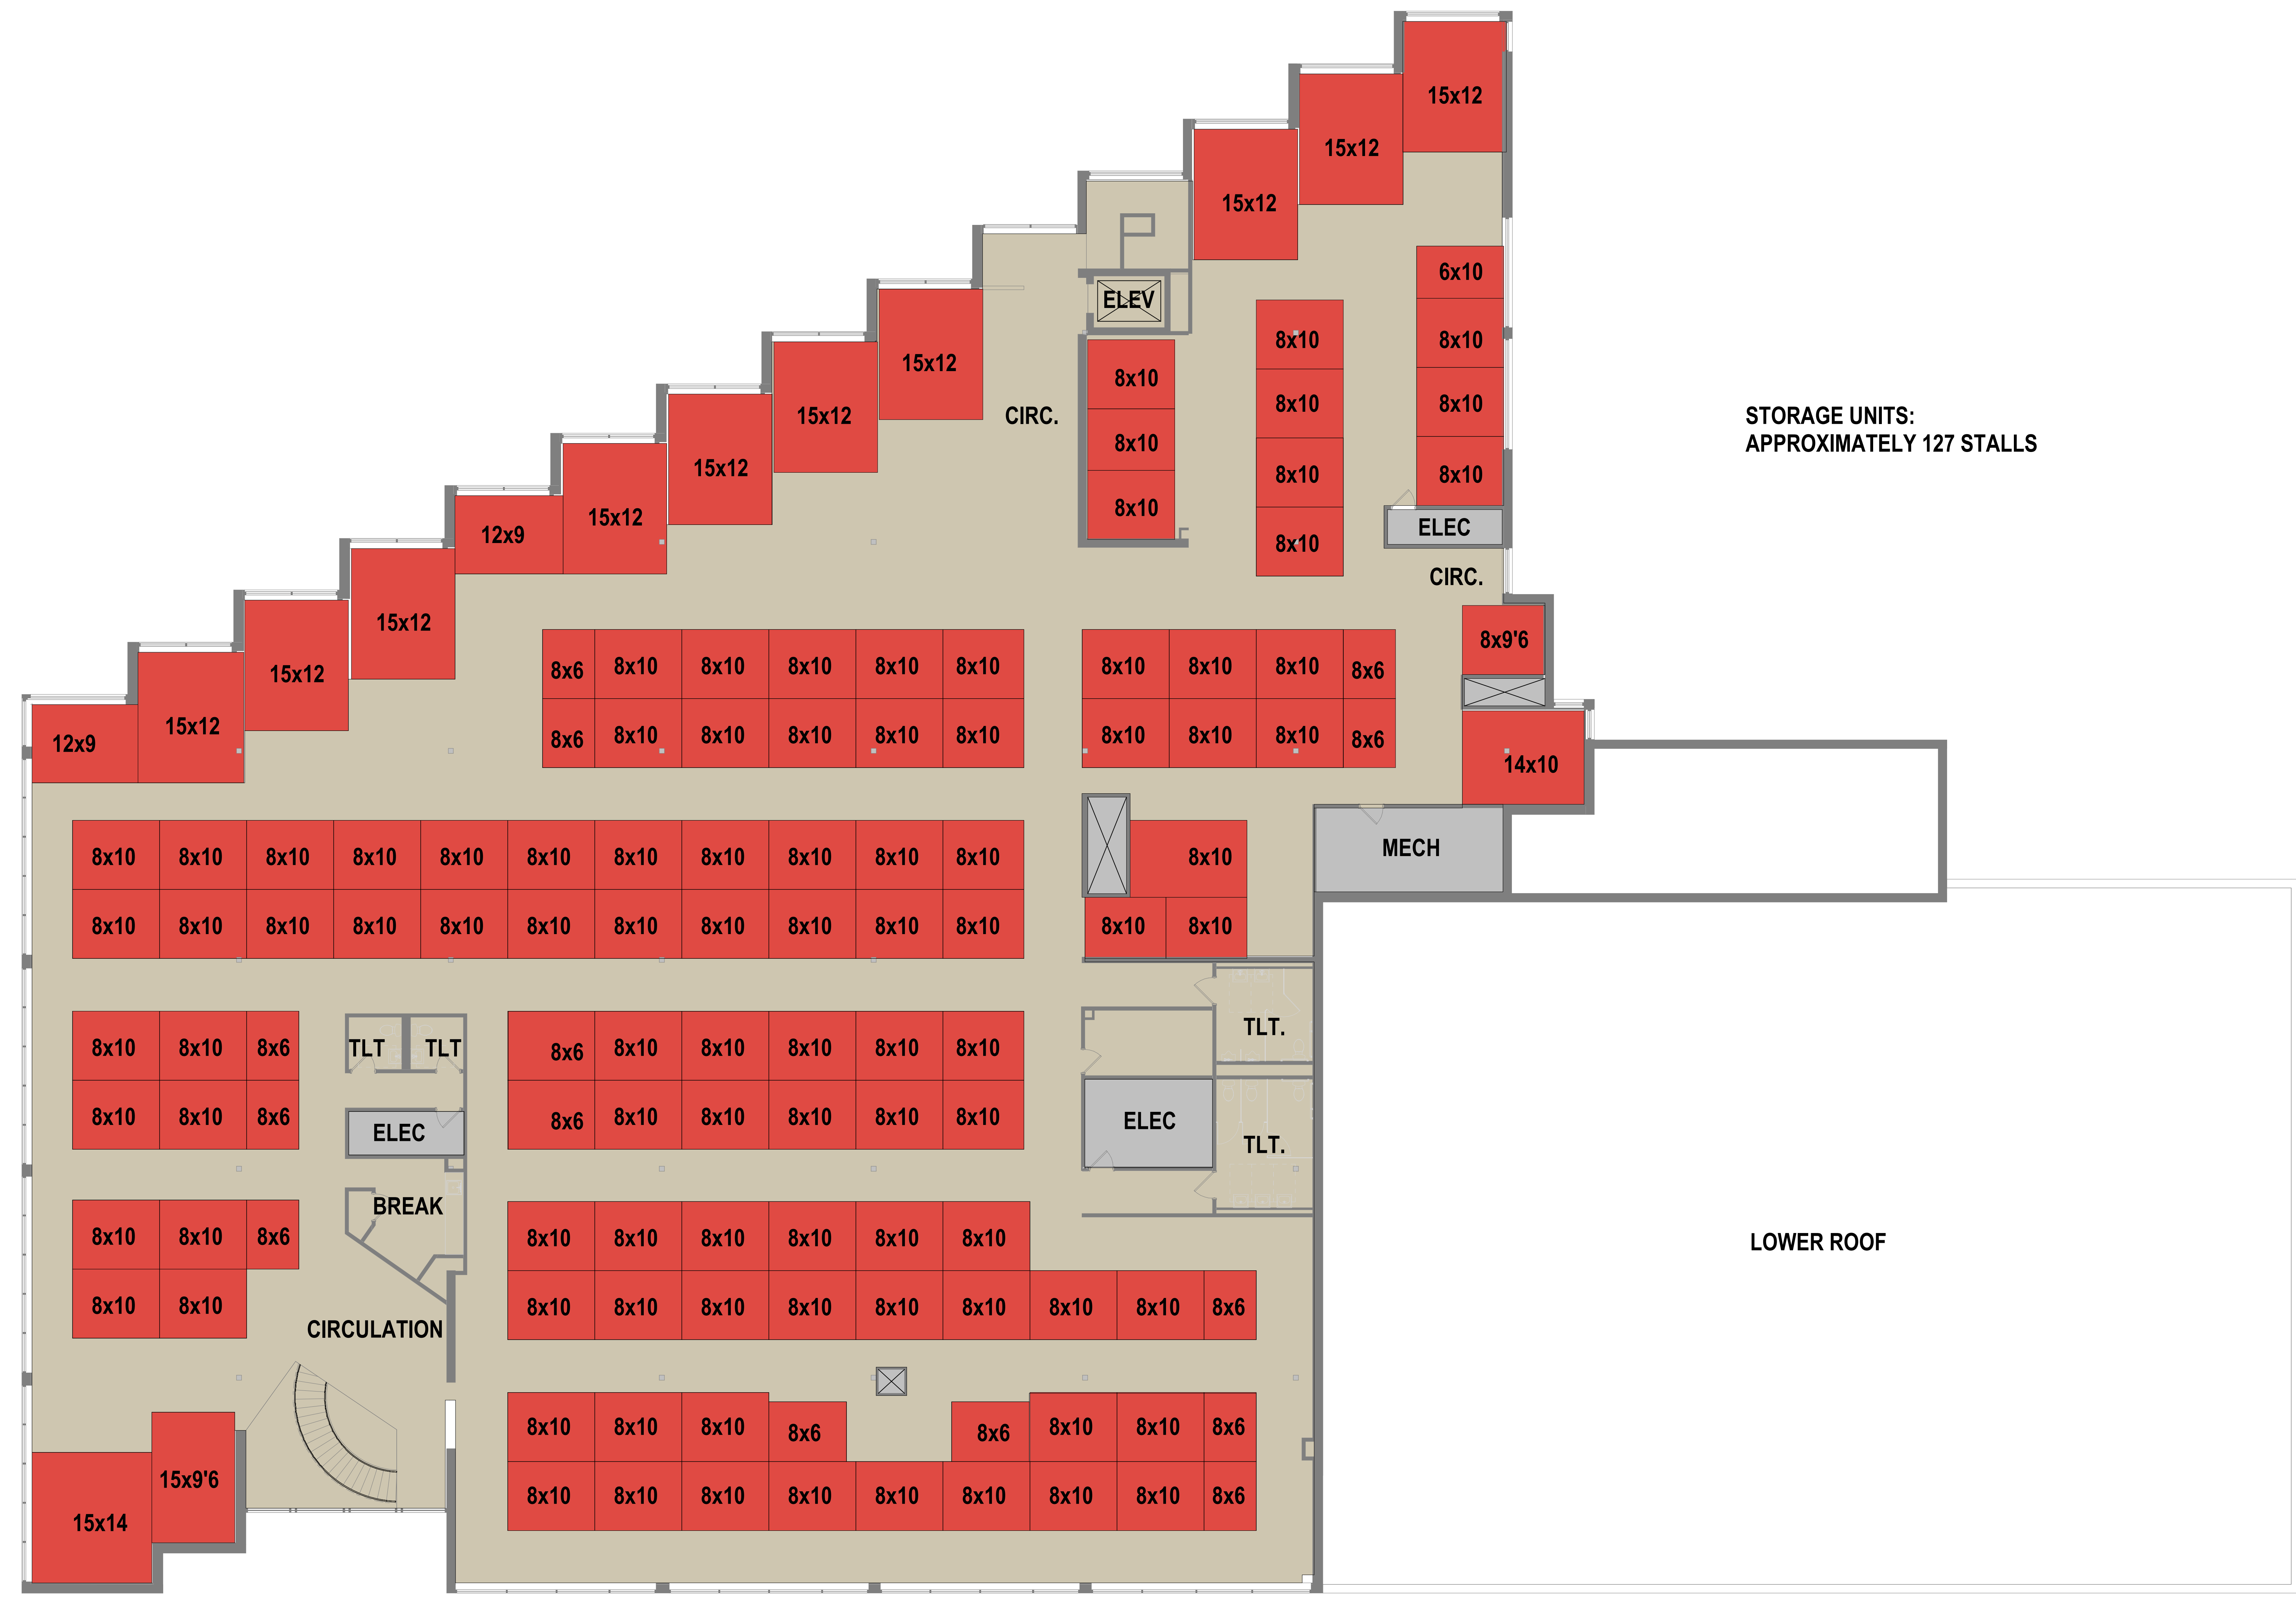 15x12
15x12
15x12
6x10
ELEV
8x10 8x10
15x12 8x10
8x10 8x10
15x12 CIRC. STORAGE UNITS:
8x10 APPROXIMATELY 127 STALLS
15x12 8x10 8x10
8x10
15x12 12x9 ELEC
8x10
CIRC.
15x12
8x9'6
8x6 8x10 8x10 8x10 8x10 8x10 8x10 8x10 8x10 8x6
15x12
15x12
8x6 8x10 8x10 8x10 8x10 8x10 8x10 8x10 8x10 8x6
12x9
14x10
MECH
8x10 8x10 8x10 8x10 8x10 8x10 8x10 8x10 8x10 8x10 8x10 8x10
8x10 8x10 8x10 8x10 8x10 8x10 8x10 8x10 8x10 8x10 8x10 8x10 8x10
TLT.
8x10 8x10 8x6 TLT TLT 8x6 8x10 8x10 8x10 8x10 8x10
8x10 8x10 8x6 ELEC 8x6 8x10 8x10 8x10 8x10 8x10 ELEC
TLT.
BREAK
8x10 8x10 8x6 8x10 8x10 8x10 8x10 8x10 8x10 LOWER ROOF
8x10 8x10 8x10 8x10 8x10 8x10 8x10 8x10 8x10 8x10 8x6
CIRCULATION
8x10 8x10 8x10 8x6 8x6 8x10 8x10 8x6
15x9'6
8x10 8x10 8x10 8x10 8x10 8x10 8x10 8x10 8x6
15x14